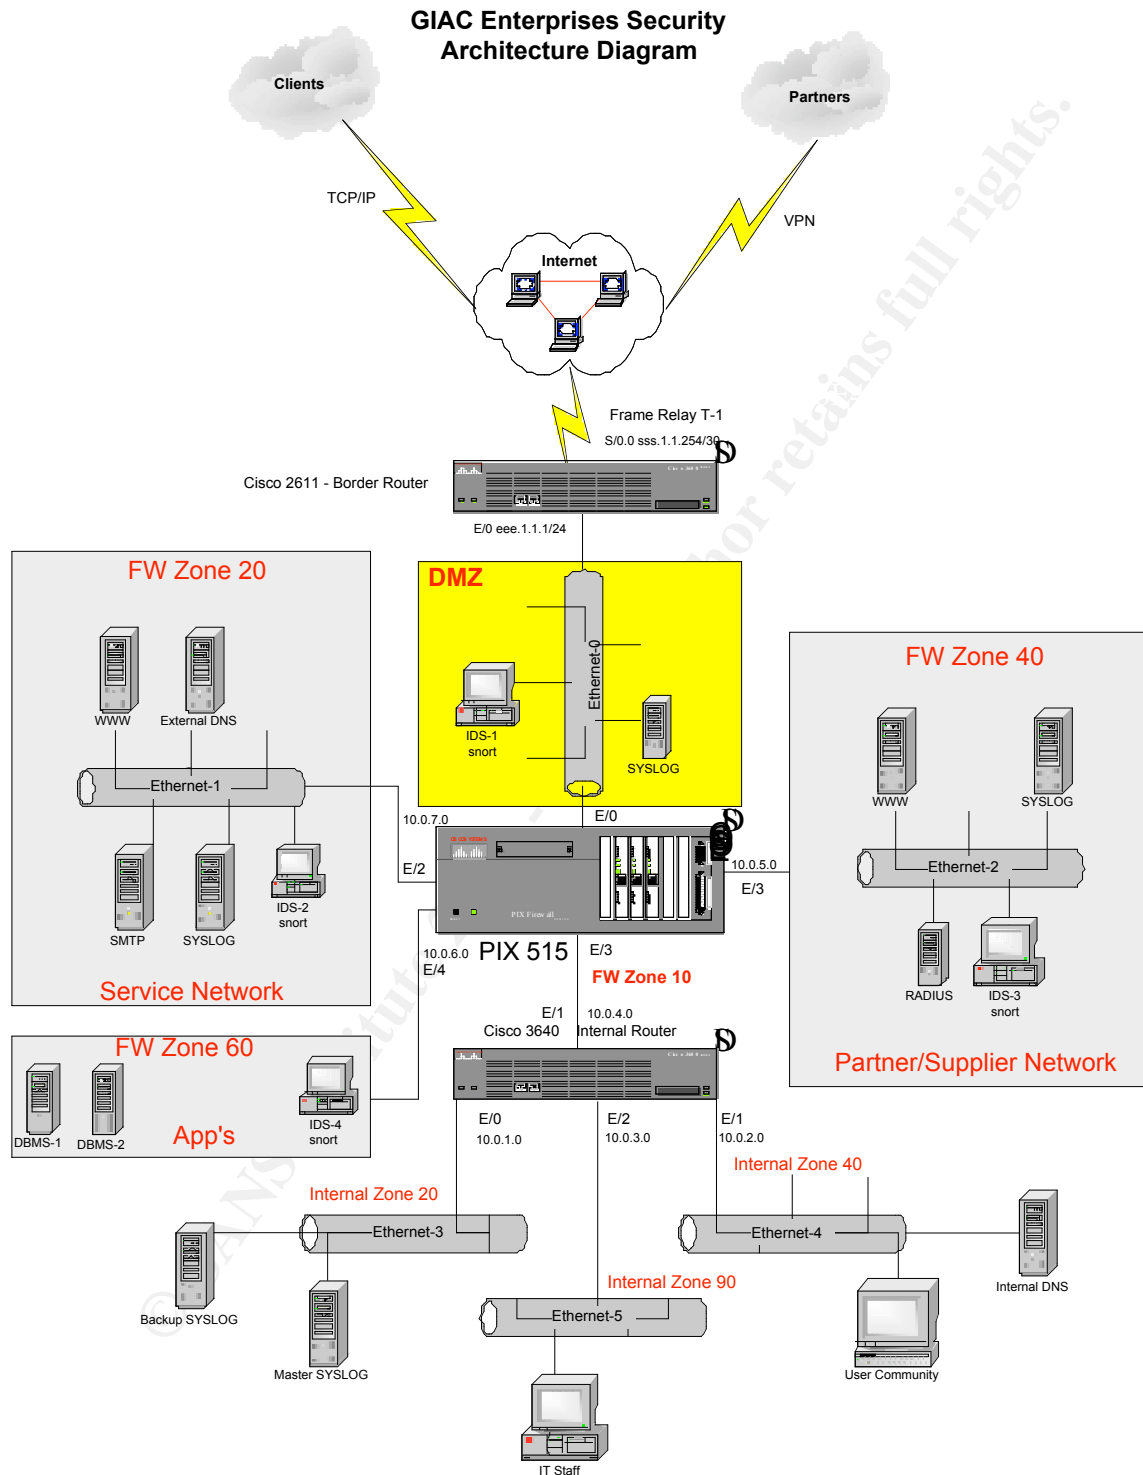 GIAC Enterprises Security
Architecture Diagram
Clients
Partners
TCP/IP
VPN
Internet
Frame Relay T-1
S/0.0 sss.1.1.254/30
Cisco 2611 - Border Router
E/0 eee.1.1.1/24
FW Zone 20
DMZ
FW Zone 40
WWW
External DNS
Ethernet-0
IDS-1
snort
SYSLOG
WWW
SYSLOG
Ethernet-1
E/0
10.0.7.0
E/2
10.0.5.0
E/3
Ethernet-2
SMTP
SYSLOG
IDS-2
snort
PIX Firewall
10.0.6.0
E/4
PIX 515
E/3
FW Zone 10
RADIUS
IDS-3
snort
Service Network
E/1
10.0.4.0
Cisco 3640
Internal Router
Partner/Supplier Network
FW Zone 60
DBMS-1
DBMS-2
App's
IDS-4
snort
E/0
10.0.1.0
E/2
10.0.3.0
E/1
10.0.2.0
Internal Zone 20
Internal Zone 40
Ethernet-3
Ethernet-4
Backup SYSLOG
Master SYSLOG
Internal Zone 90
Ethernet-5
Internal DNS
User Community
IT Staff